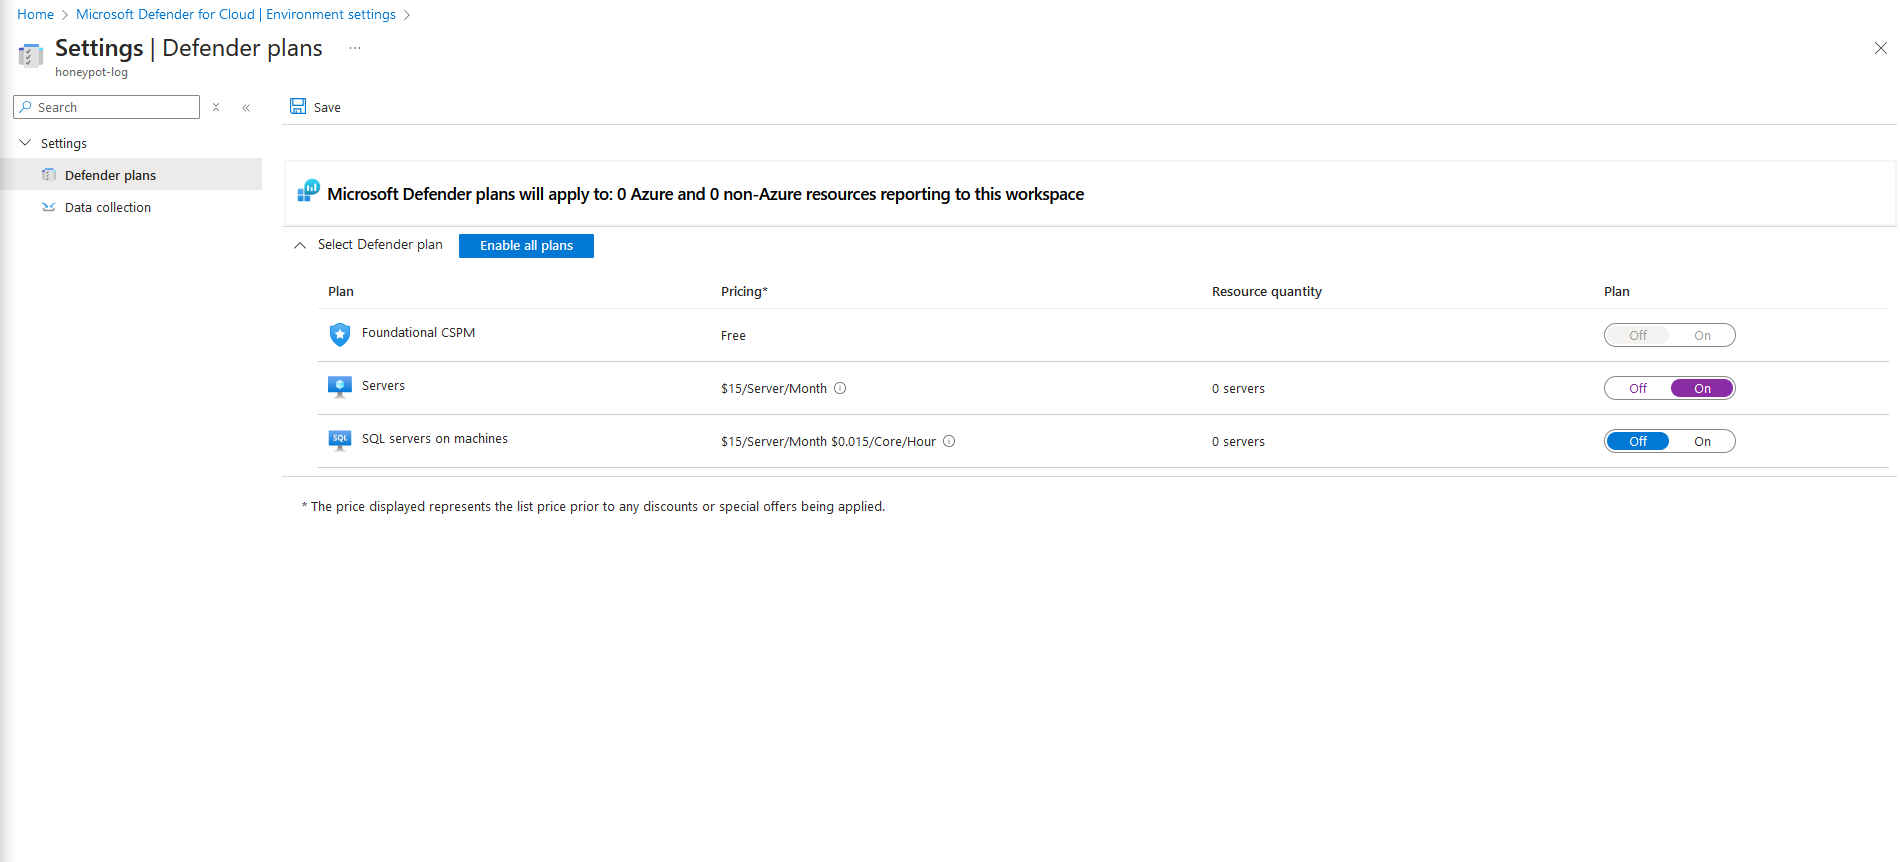 Home > Microsoft Defender for Cloud | Environment settings >
Settings | Defender plans ...
honeypot-log
Search
Save
Settings
Defender plans
Data collection
Microsoft Defender plans will apply to: 0 Azure and 0 non-Azure resources reporting to this workspace
Select Defender plan Enable all plans
Plan Pricing* Resource quantity Plan
Foundational CSPM Free Off On
Servers $15/Server/Month 0 servers Off On
SQL SQL servers on machines $15/Server/Month $0.015/Core/Hour 0 servers Off On
* The price displayed represents the list price prior to any discounts or special offers being applied.